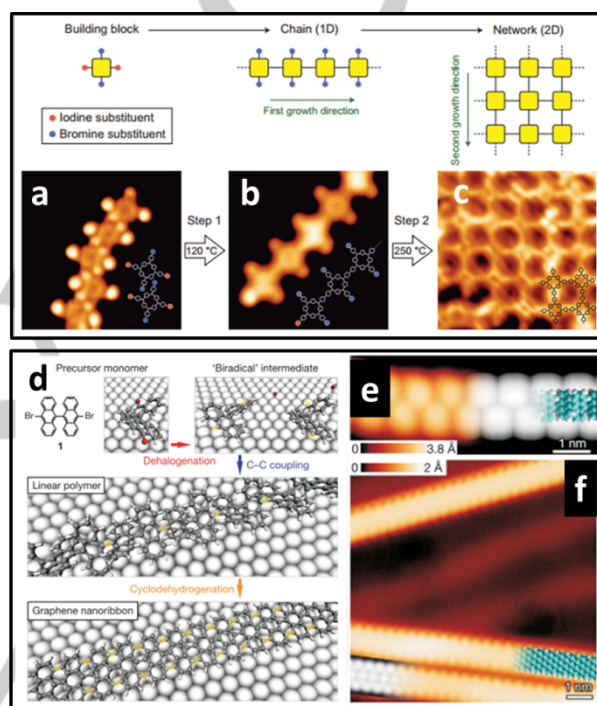 Building block
Chain (1D)
Network (2D)
Iodine substituent
Bromine substituent
First growth direction
Second growth direction
a
b
c
Step 1
120 °C
Step 2
250 °C
d
Precursor monomer
'Biradical' intermediate
Br
Br
1
Dehalogenation
C–C coupling
Linear polymer
Cyclodehydrogenation
Graphene nanoribbon
e
1 nm
0 3.8 Å
0 2 Å
f
1 nm